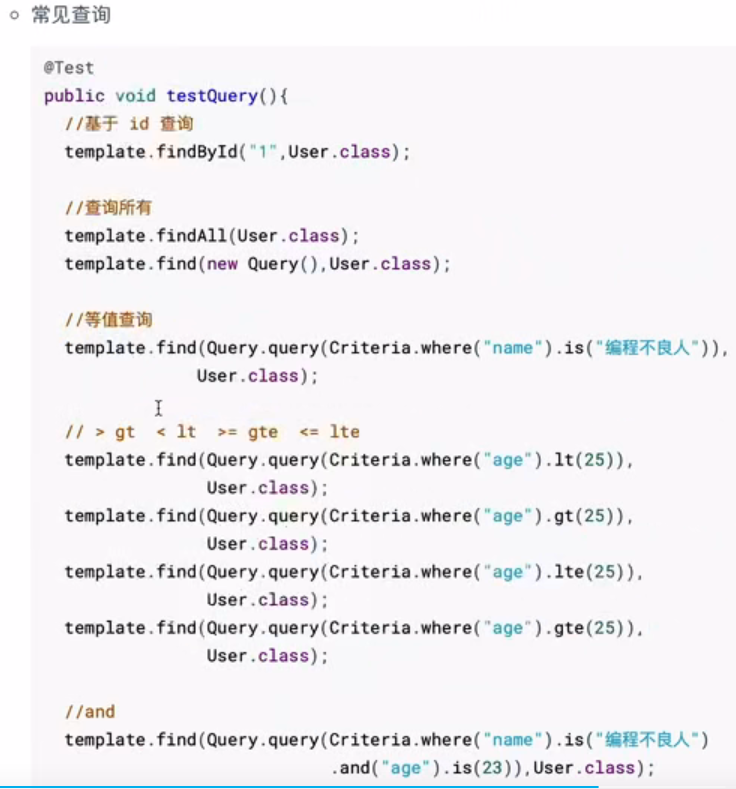 常见查询
@Test
public void testQuery(){
//基于 id 查询
template.findById("1",User.class);
//查询所有
template.findAll(User.class);
template.find(new Query(),User.class);
//等值查询
template.find(Query.query(Criteria.where("name").is("编程不良人")),
User.class);
// > gt  < lt  >= gte  <= lte
template.find(Query.query(Criteria.where("age").lt(25)),
User.class);
template.find(Query.query(Criteria.where("age").gt(25)),
User.class);
template.find(Query.query(Criteria.where("age").lte(25)),
User.class);
template.find(Query.query(Criteria.where("age").gte(25)),
User.class);
//and
template.find(Query.query(Criteria.where("name").is("编程不良人")
.and("age").is(23)),User.class);